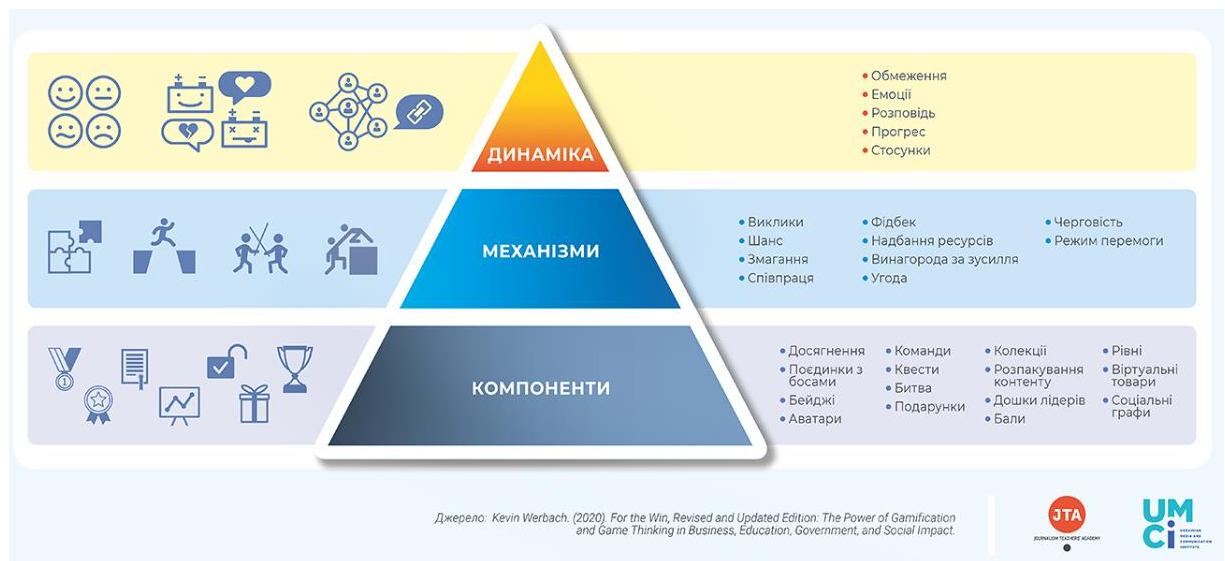 ДИНАМІКА
• Обмеження
• Емоції
• Розповідь
• Прогрес
• Стосунки
МЕХАНІЗМИ
• Виклики
• Шанс
• Змагання
• Співпраця
• Фідбек
• Надбання ресурсів
• Винагорода за зусилля
• Угода
• Черговість
• Режим перемоги
КОМПОНЕНТИ
• Досягнення
• Поєдинки з
босами
• Бейджі
• Аватари
• Команди
• Квести
• Битва
• Подарунки
• Колекції
• Розпакування
контенту
• Дошки лідерів
• Бали
• Рівні
• Віртуальні
товари
• Соціальні
графи
1
Джерело: Kevin Werbach. (2020). For the Win, Revised and Updated Edition: The Power of Gamification
and Game Thinking in Business, Education, Government, and Social Impact.
JTA
JOURNALISM TEACHERS' ACADEMY
UM
Ci
UKRAINIAN
MEDIA AND
COMMUNICATION
INSTITUTE